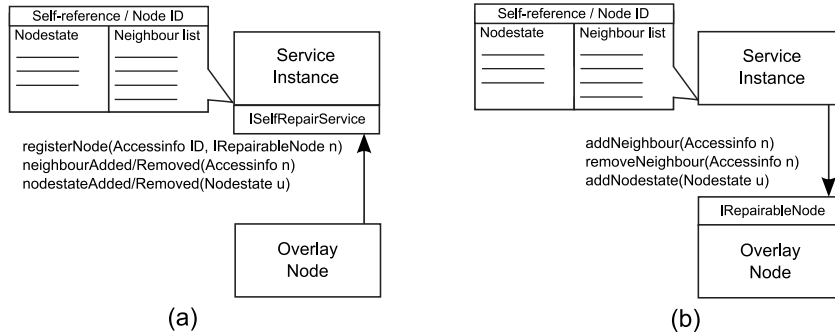 Self-reference / Node ID
Nodestate
Neighbour list
Service
Instance
ISelfRepairService
registerNode(Accessinfo ID, IRepairableNode n)
neighbourAdded/Removed(Accessinfo n)
nodestateAdded/Removed(Nodestate u)
Overlay
Node
(a)
Self-reference / Node ID
Nodestate
Neighbour list
Service
Instance
addNeighbour(Accessinfo n)
removeNeighbour(Accessinfo n)
addNodestate(Nodestate u)
IRepairableNode
Overlay
Node
(b)